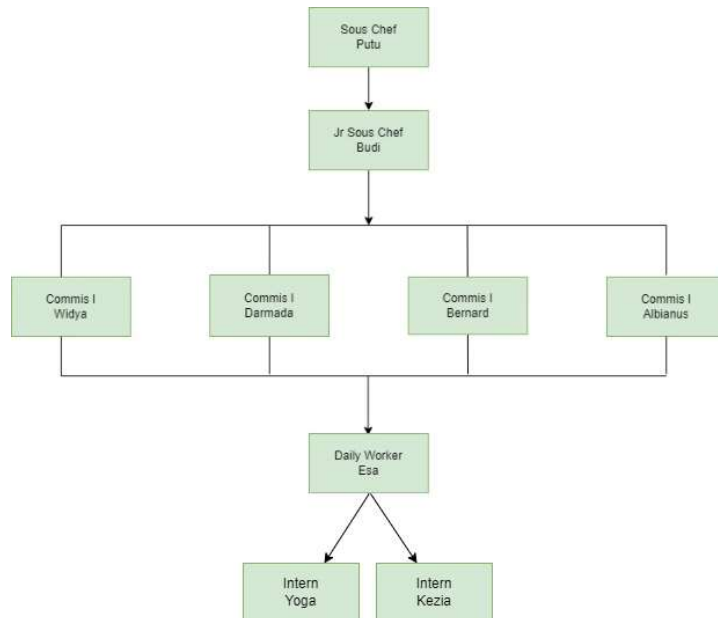 Sous Chef
Putu
Jr Sous Chef
Budi
Commis I
Widya
Commis I
Darmada
Commis I
Bernard
Commis I
Albianus
Daily Worker
Esa
Intern
Yoga
Intern
Kezia